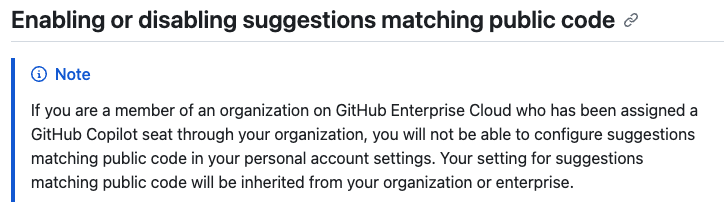 Enabling or disabling suggestions matching public code
Note
If you are a member of an organization on GitHub Enterprise Cloud who has been assigned a
GitHub Copilot seat through your organization, you will not be able to configure suggestions
matching public code in your personal account settings. Your setting for suggestions
matching public code will be inherited from your organization or enterprise.